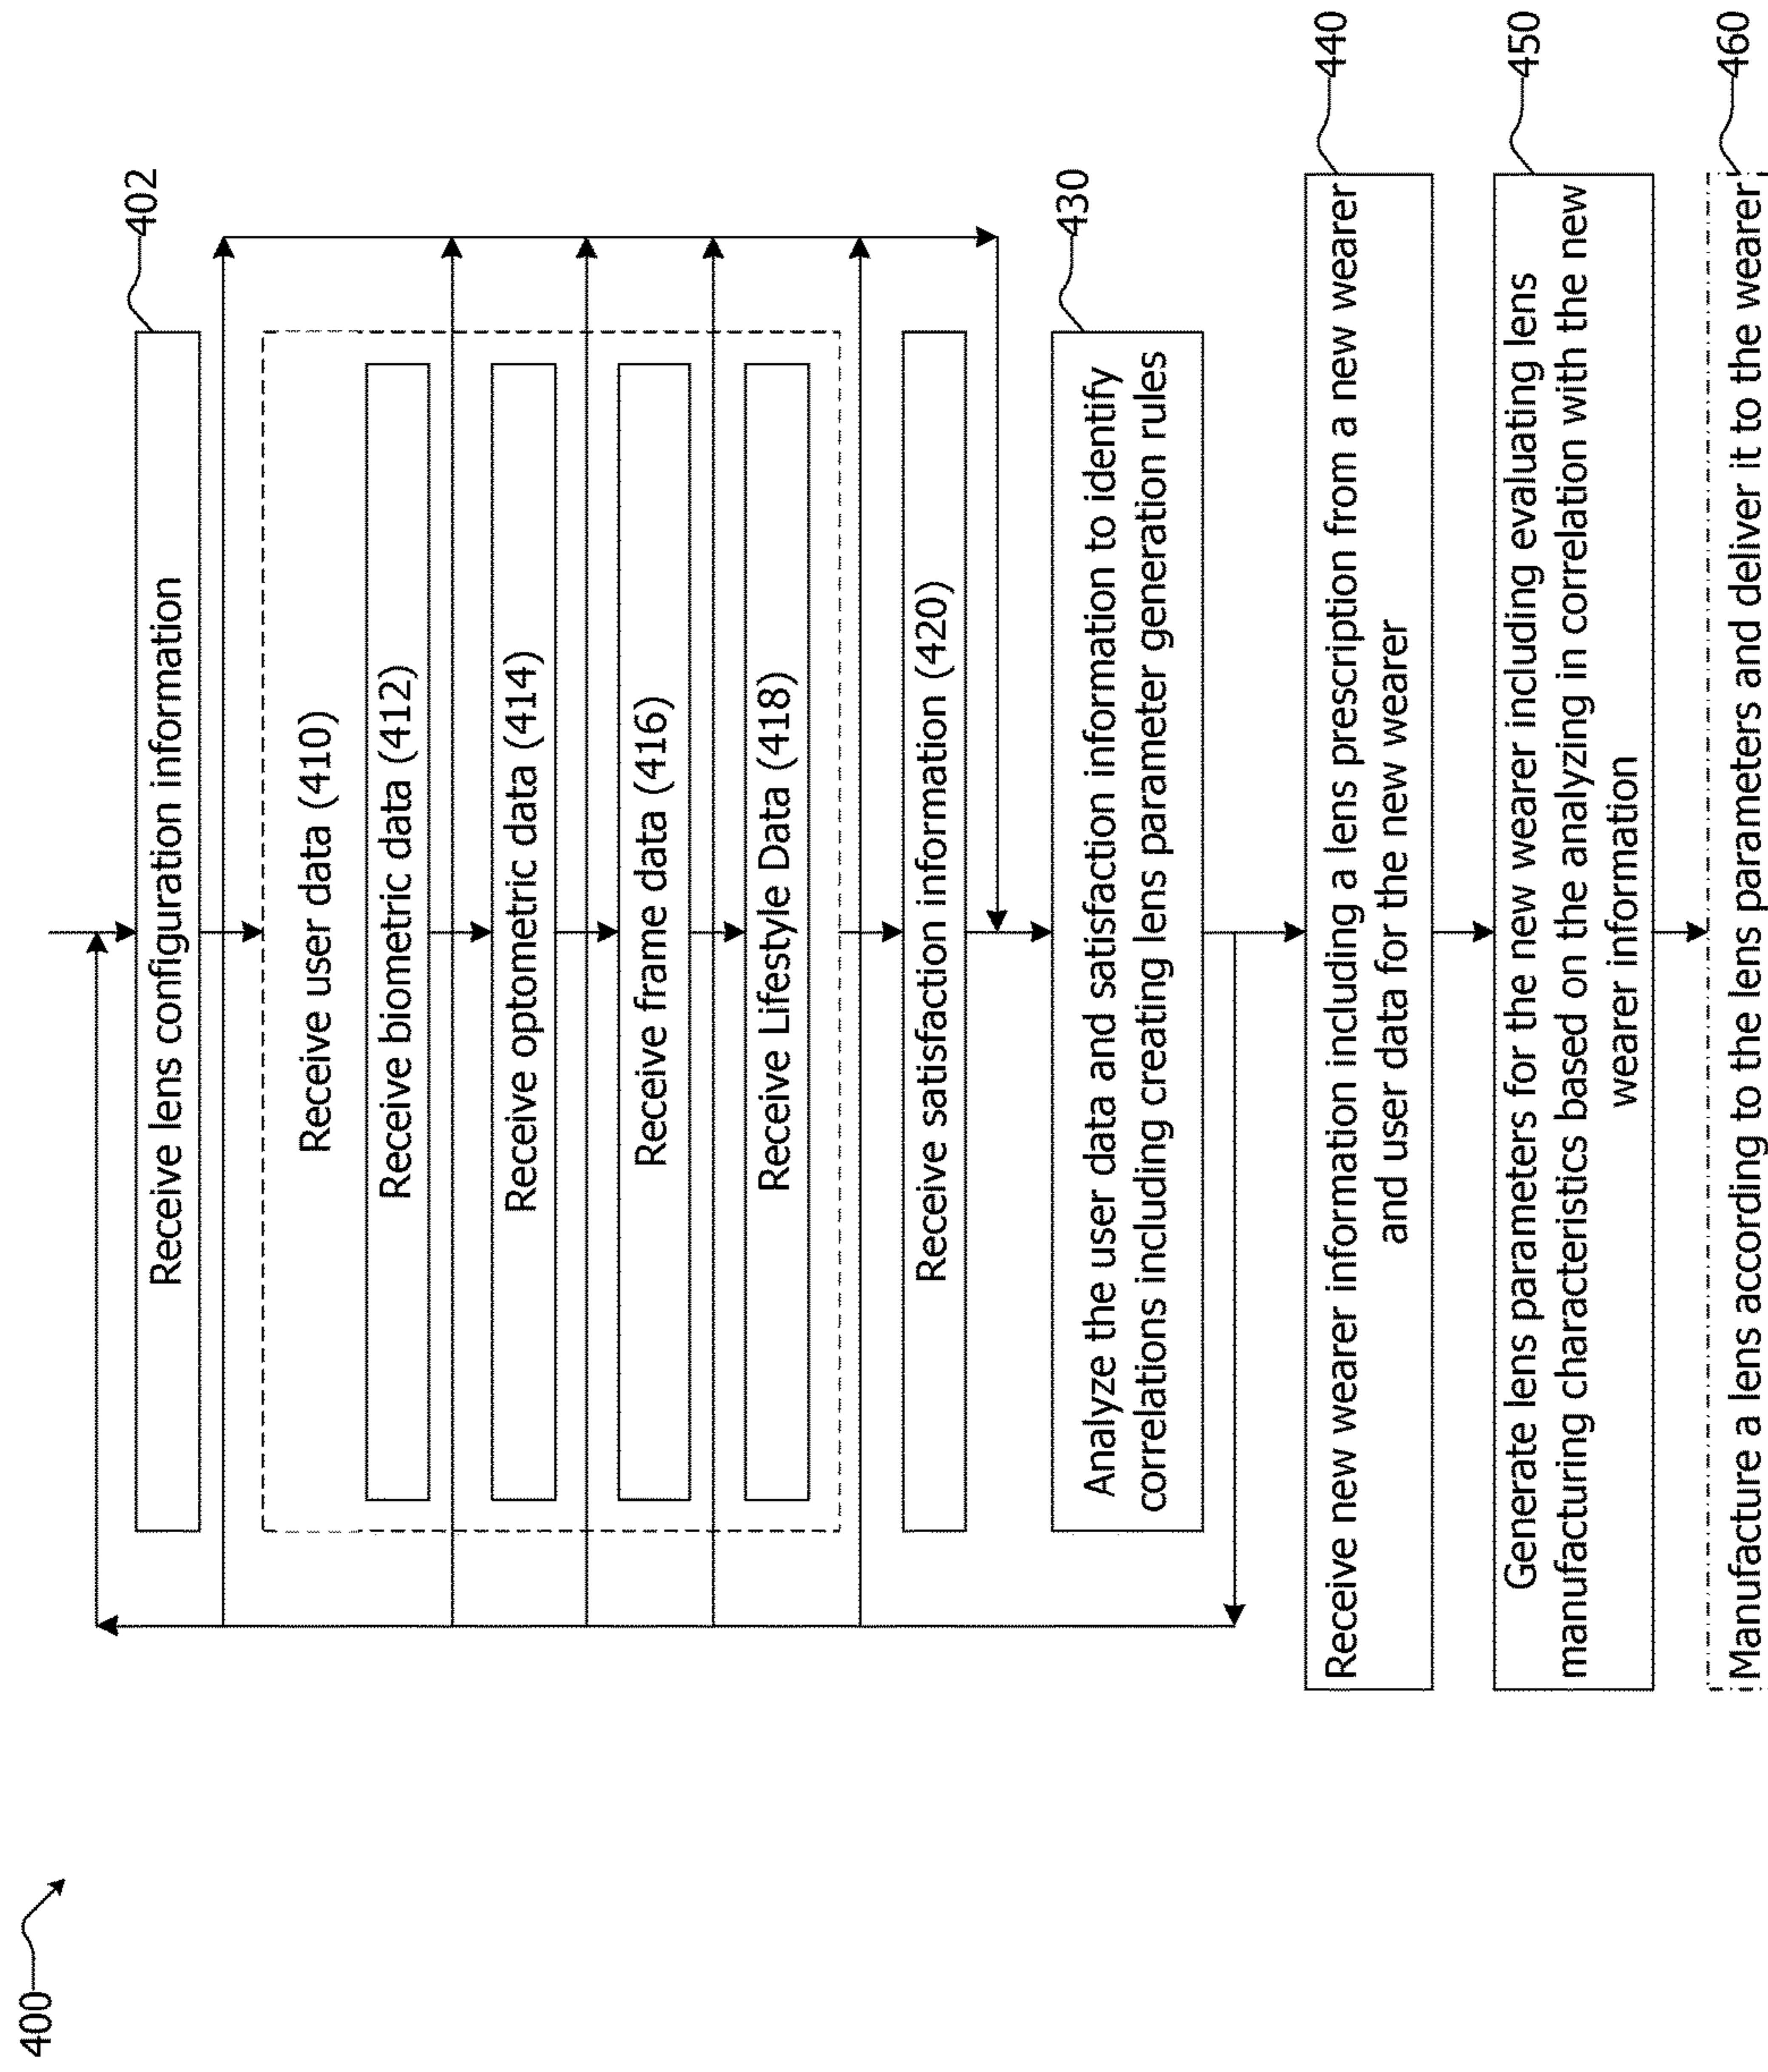 400
402
Receive lens configuration information
Receive user data (410)
Receive biometric data (412)
Receive optometric data (414)
Receive frame data (416)
Receive Lifestyle Data (418)
Receive satisfaction information (420)
430
Analyze the user data and satisfaction information to identify
correlations including creating lens parameter generation rules
440
Receive new wearer information including a lens prescription from a new wearer
and user data for the new wearer
450
Generate lens parameters for the new wearer including evaluating lens
manufacturing characteristics based on the analyzing in correlation with the new
wearer information
460
Manufacture a lens according to the lens parameters and deliver it to the wearer